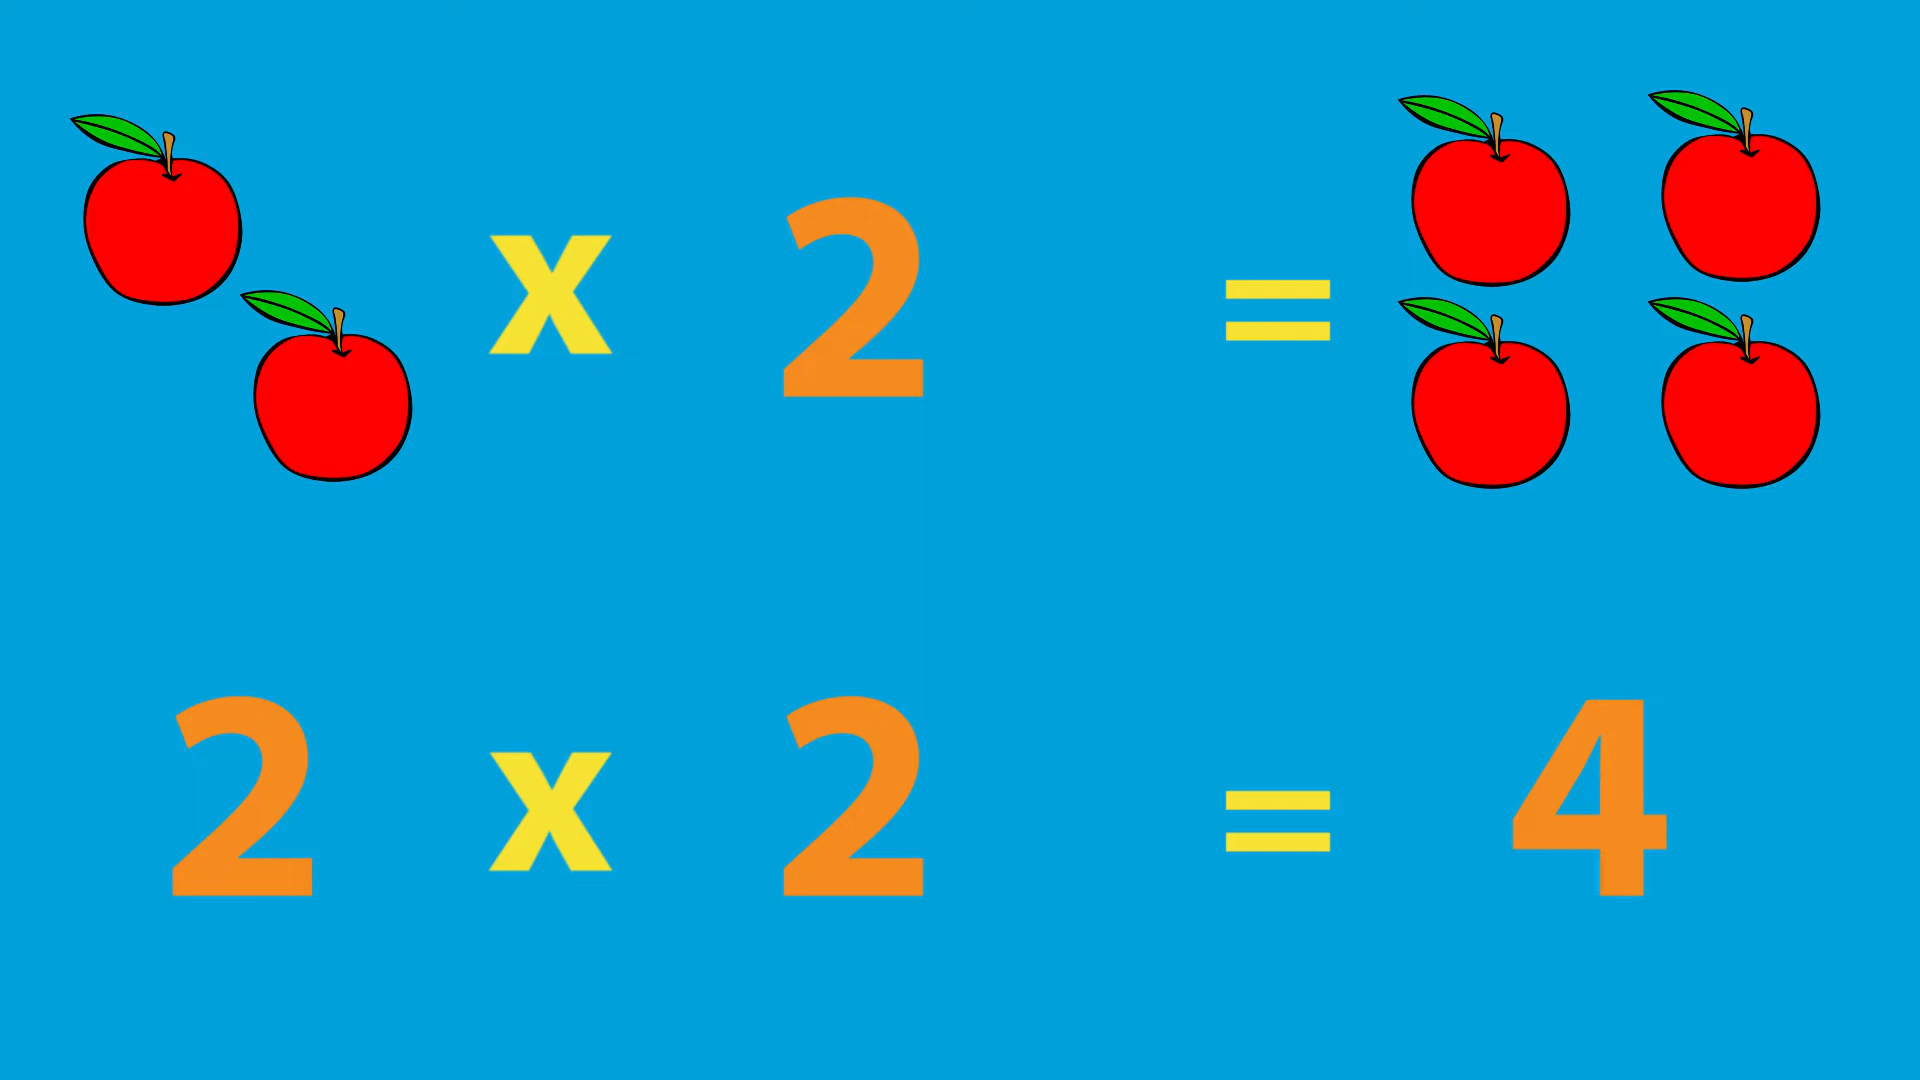 x 2 =
2 x 2 = 4